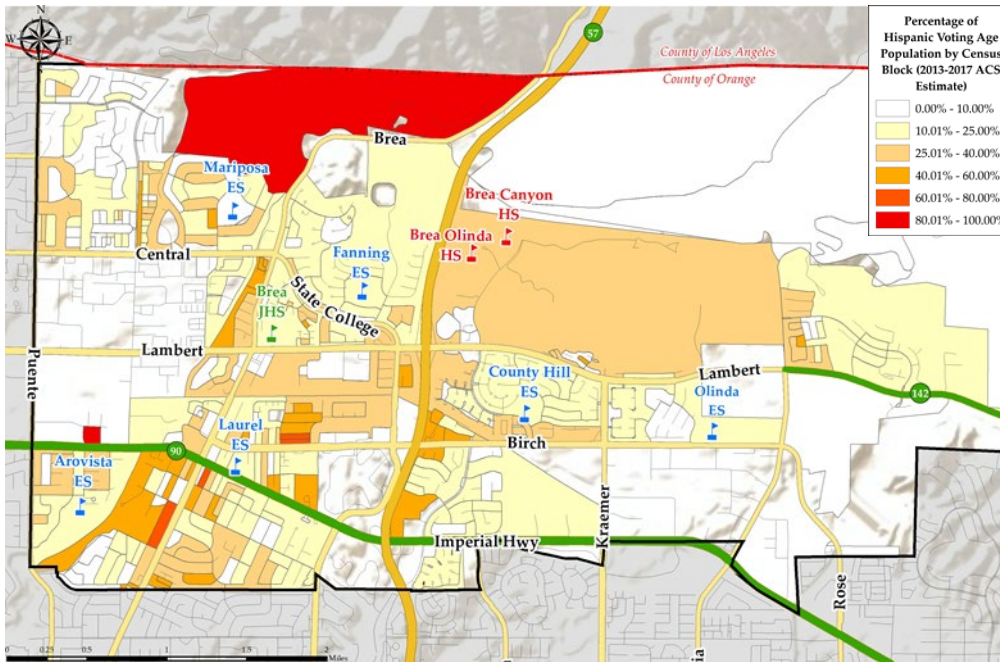 N
E
57
County of Los Angeles
County of Orange
Percentage of
Hispanic Voting Age
Population by Census
Block (2013-2017 ACS
Estimate)
0.00% - 10.00%
10.01% - 25.00%
25.01% - 40.00%
40.01% - 60.00%
60.01% - 80.00%
80.01% - 100.00%
Brea
Mariposa
ES
Brea Canyon
HS
Brea Olinda
HS
Central
Fanning
ES
State College
Brea
JHS
Lambert
Puente
County Hill
ES
Lambert
Olinda
ES
142
Laurel
ES
Birch
90
Arovista
ES
Imperial Hwy
Kraemer
Rose
0 0.25 0.5 1 1.5 2
Miles
ia